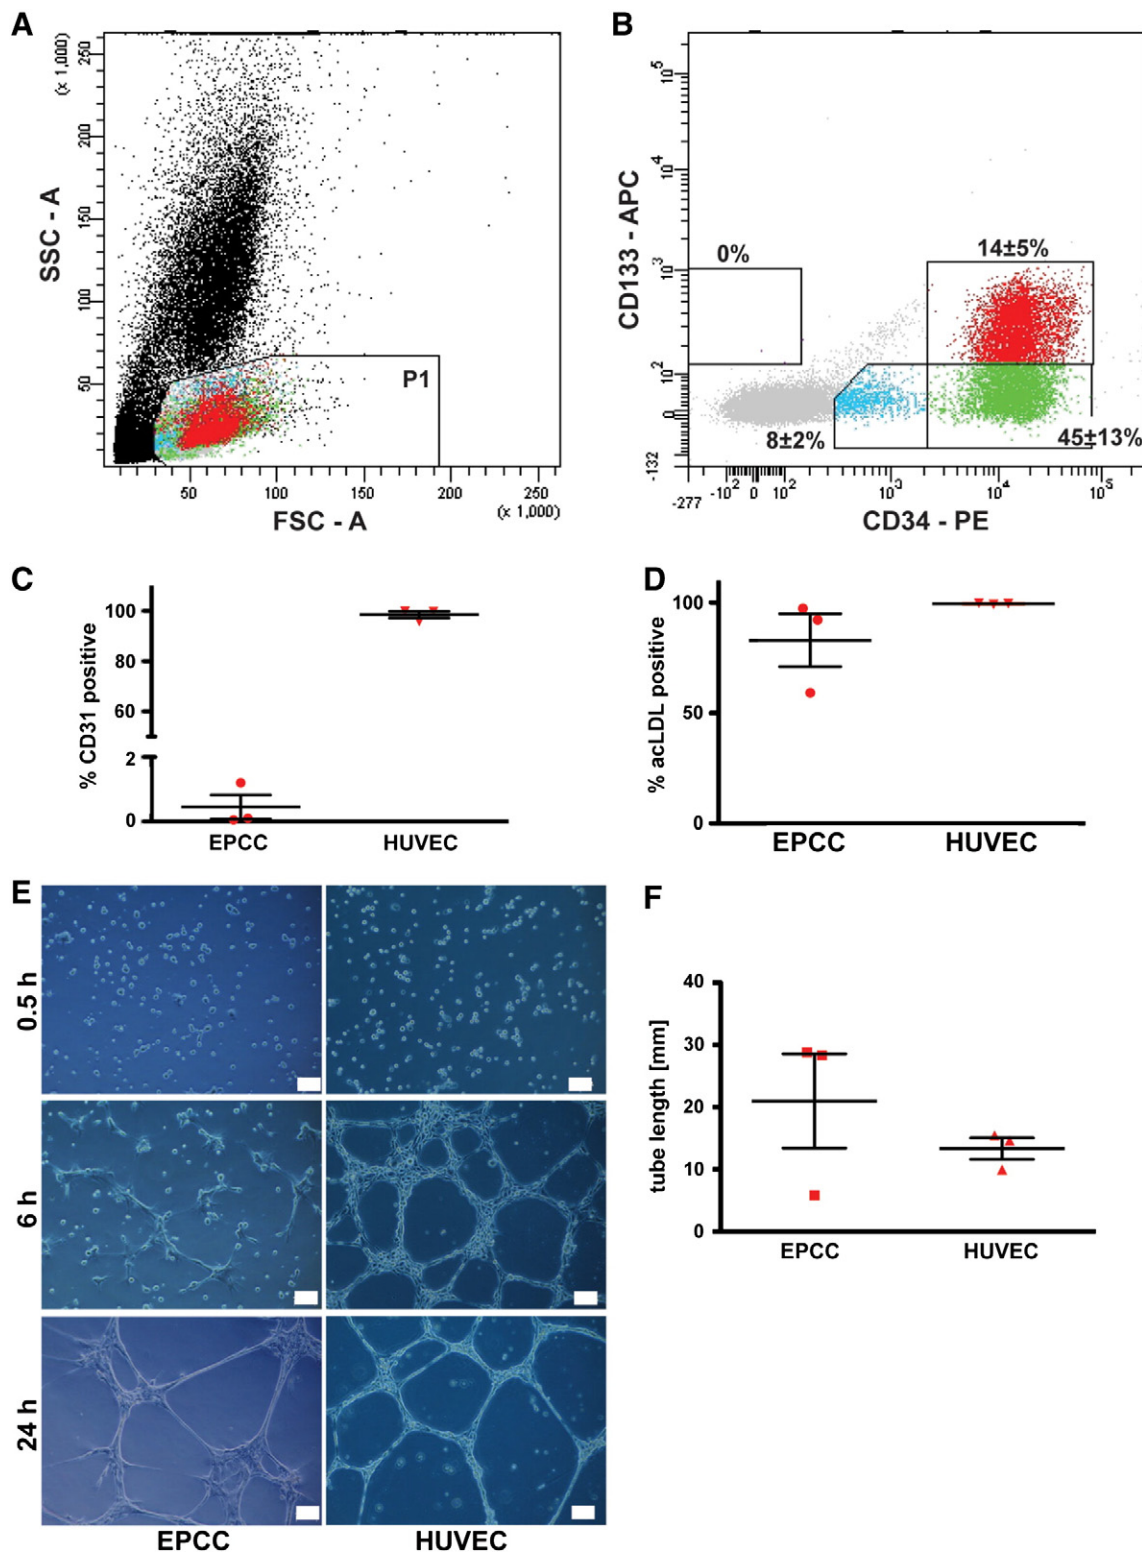 A
(x 1,000)
250
200
150
100
50
SSC - A
P1
50
100
150
200
250
(x 1,000)
FSC - A
B
CD133 - APC
10^5
10^4
10^3
10^2
0
-132
0%
14±5%
8±2%
45±13%
-277
-10^2
0
10^2
10^3
10^4
10^5
CD34 - PE
C
% CD31 positive
100
80
60
2
0
EPCC
HUVEC
D
% acLDL positive
100
50
0
EPCC
HUVEC
E
0.5 h
6 h
24 h
EPCC
HUVEC
F
tube length [mm]
40
30
20
10
0
EPCC
HUVEC